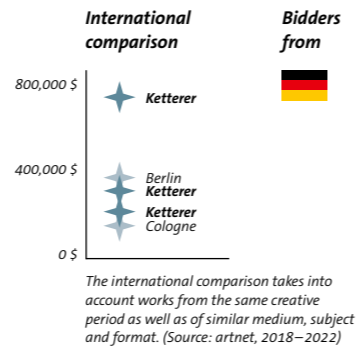 International
comparison
Bidders
from
800,000 $
Ketterer
400,000 $
Berlin
Ketterer
Ketterer
Cologne
0 $
The international comparison takes into
account works from the same creative
period as well as of similar medium, subject
and format. (Source: artnet, 2018–2022)